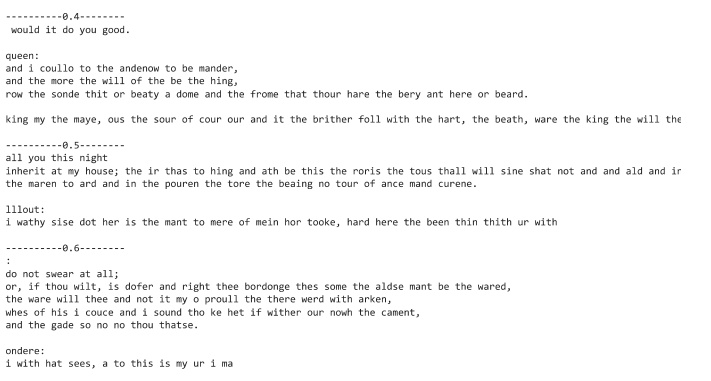 ----------0.4--------
would it do you good.
queen:
and i coullo to the andenow to be mander,
and the more the will of the be the hing,
row the sonde thit or beaty a dome and the frome that thour hare the bery ant here or beard.
king my the maye, ous the sour of cour our and it the brither foll with the hart, the beath, ware the king the will the
----------0.5--------
all you this night
inherit at my house; the ir thas to hing and ath be this the roris the tous thall will sine shat not and and ald and in
the maren to ard and in the pouren the tore the beaing no tour of ance mand curene.
lllout:
i wathy sise dot her is the mant to mere of mein hor tooke, hard here the been thin thith ur with
----------0.6--------
:
do not swear at all;
or, if thou wilt, is dofer and right thee bordonge thes some the aldse mant be the wared,
the ware will thee and not it my o proull the there werd with arken,
whes of his i couce and i sound tho ke het if wither our nowh the cament,
and the gade so no no thou thatse.
ondere:
i with hat sees, a to this is my ur i ma